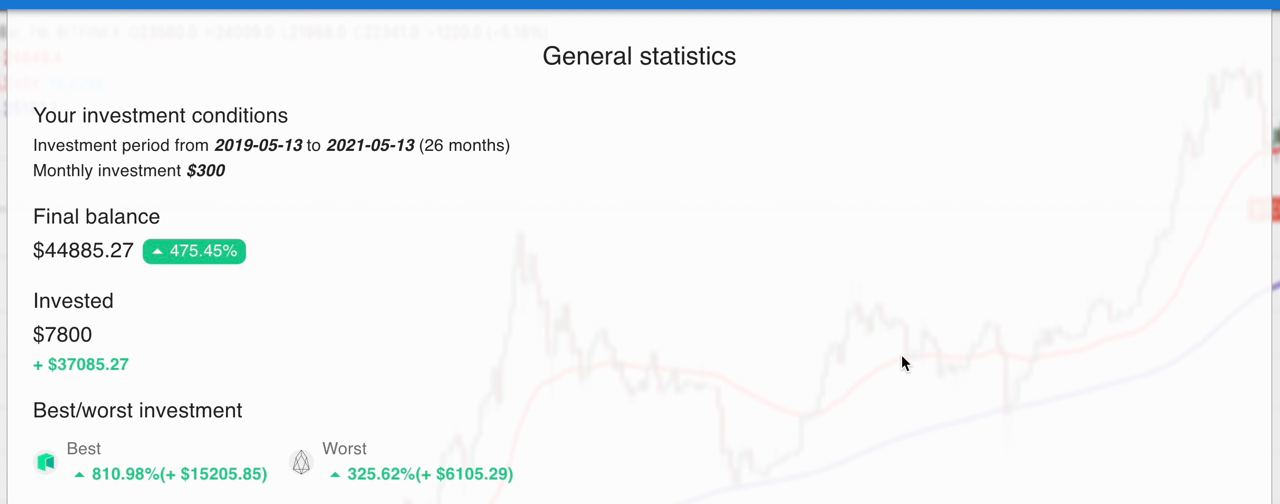 General statistics
Your investment conditions
Investment period from 2019-05-13 to 2021-05-13 (26 months)
Monthly investment $300
Final balance
$44885.27 475.45%
Invested
$7800
+ $37085.27
Best/worst investment
Best Worst
810.98%(+ $15205.85) 325.62%(+ $6105.29)